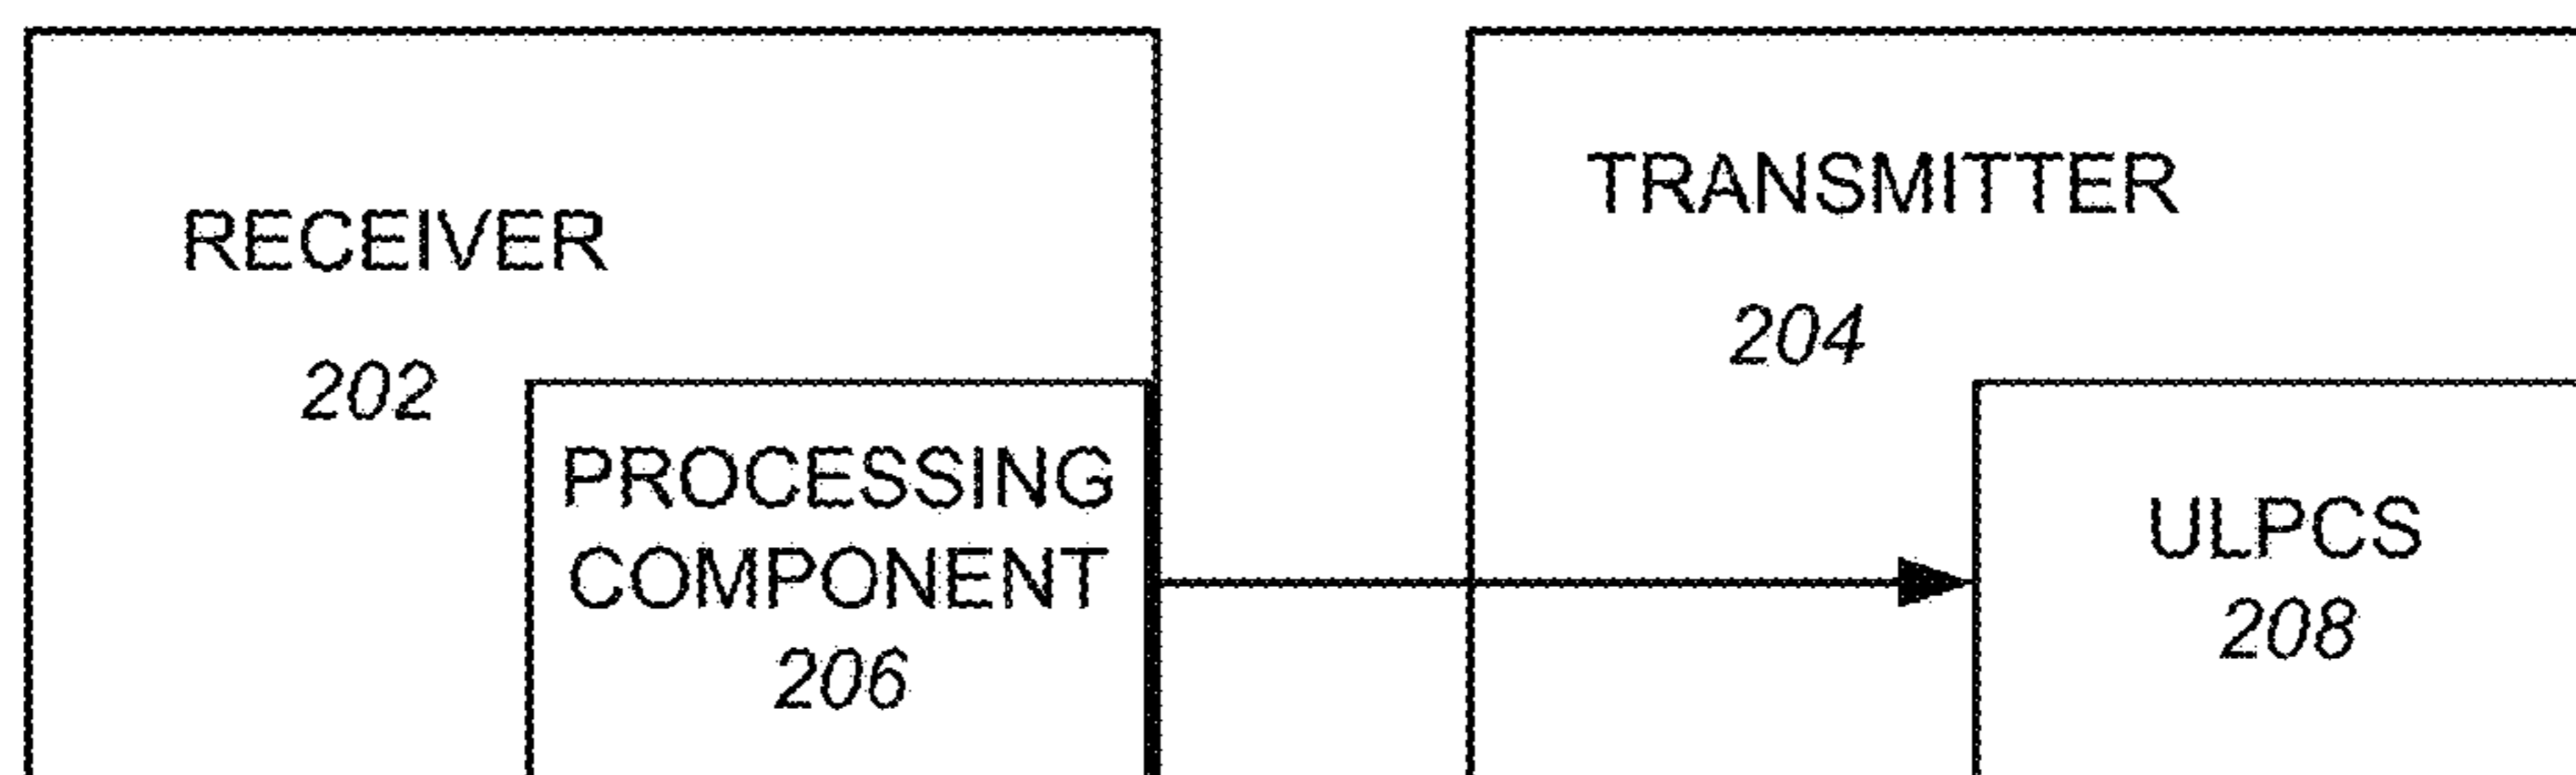 RECEIVER
202
PROCESSING
COMPONENT
206
TRANSMITTER
204
ULPCS
208